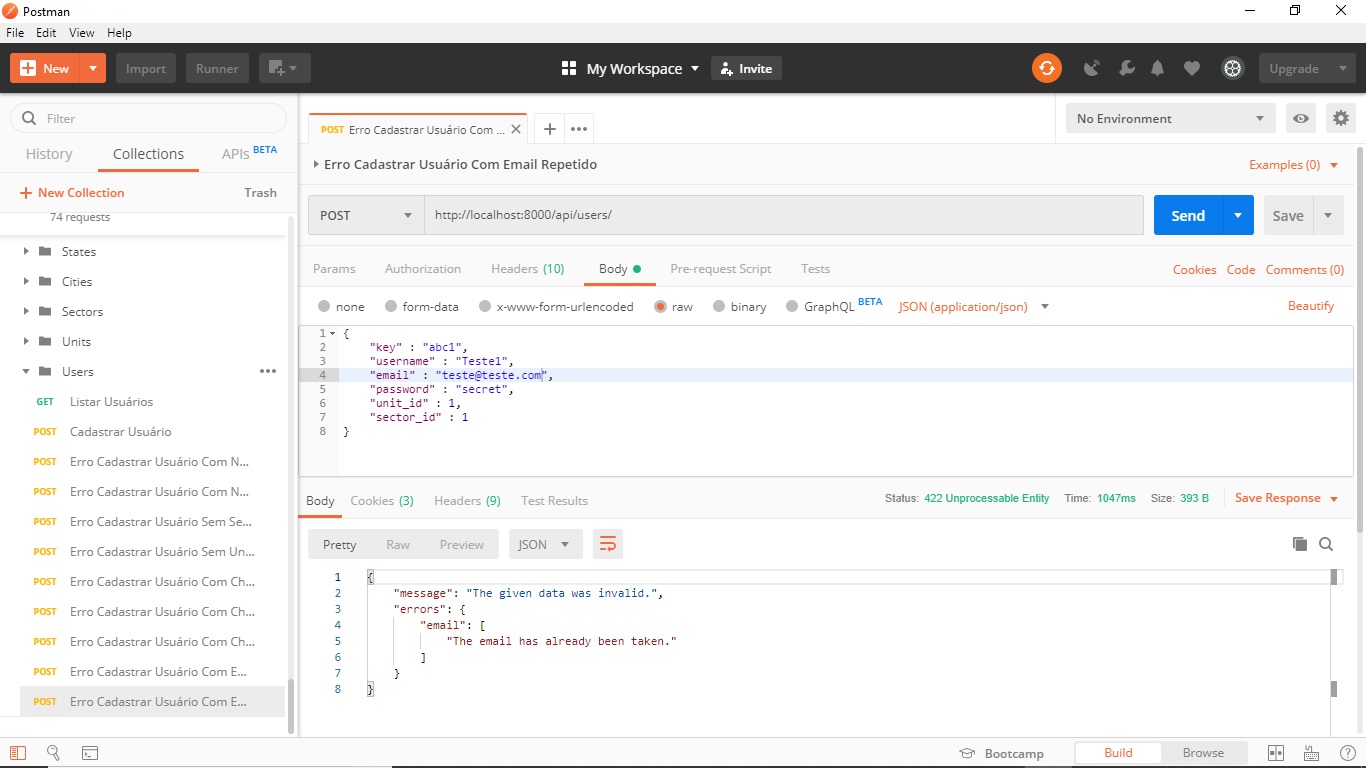 Postman
File Edit View Help
New Import Runner My Workspace Invite Upgrade
Filter
History Collections APIs BETA
New Collection Trash
74 requests
States
Cities
Sectors
Units
Users
GET Listar Usuários
POST Cadastrar Usuário
POST Erro Cadastrar Usuário Com N...
POST Erro Cadastrar Usuário Com N...
POST Erro Cadastrar Usuário Sem Se...
POST Erro Cadastrar Usuário Sem Un...
POST Erro Cadastrar Usuário Com Ch...
POST Erro Cadastrar Usuário Com Ch...
POST Erro Cadastrar Usuário Com Ch...
POST Erro Cadastrar Usuário Com E...
POST Erro Cadastrar Usuário Com E...
POST Erro Cadastrar Usuário Com ...
No Environment
Erro Cadastrar Usuário Com Email Repetido
Examples (0)
POST http://localhost:8000/api/users/ Send Save
Params Authorization Headers (10) Body Pre-request Script Tests Cookies Code Comments (0)
none form-data x-www-form-urlencoded raw binary GraphQL BETA JSON (application/json) Beautify
1 {
2 "key" : "abc1",
3 "username" : "Teste1",
4 "email" : "teste@teste.com",
5 "password" : "secret",
6 "unit_id" : 1,
7 "sector_id" : 1
8 }
Body Cookies (3) Headers (9) Test Results Status: 422 Unprocessable Entity Time: 1047ms Size: 393 B Save Response
Pretty Raw Preview JSON
1 {
2 "message": "The given data was invalid.",
3 "errors": {
4 "email": [
5 "The email has already been taken."
6 ]
7 }
8 }
Bootcamp Build Browse